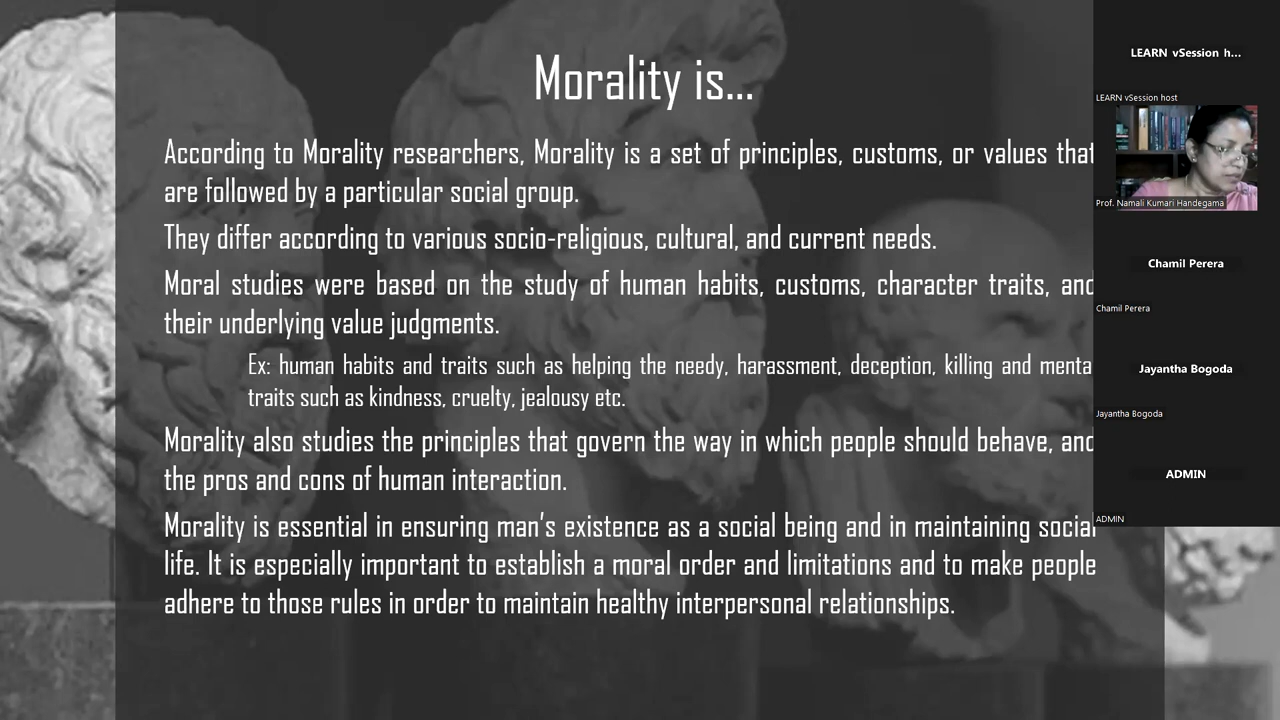 Morality is...
According to Morality researchers, Morality is a set of principles, customs, or values that
are followed by a particular social group.
They differ according to various socio-religious, cultural, and current needs.
Moral studies were based on the study of human habits, customs, character traits, and
their underlying value judgments.
Ex: human habits and traits such as helping the needy, harassment, deception, killing and menta
traits such as kindness, cruelty, jealousy etc.
Morality also studies the principles that govern the way in which people should behave, and
the pros and cons of human interaction.
Morality is essential in ensuring man's existence as a social being and in maintaining social
life. It is especially important to establish a moral order and limitations and to make people
adhere to those rules in order to maintain healthy interpersonal relationships.
LEARN vSession h...
LEARN vSession host
Prof. Namali Kumari Handegama
Chamil Perera
Chamil Perera
Jayantha Bogoda
Jayantha Bogoda
ADMIN
ADMIN